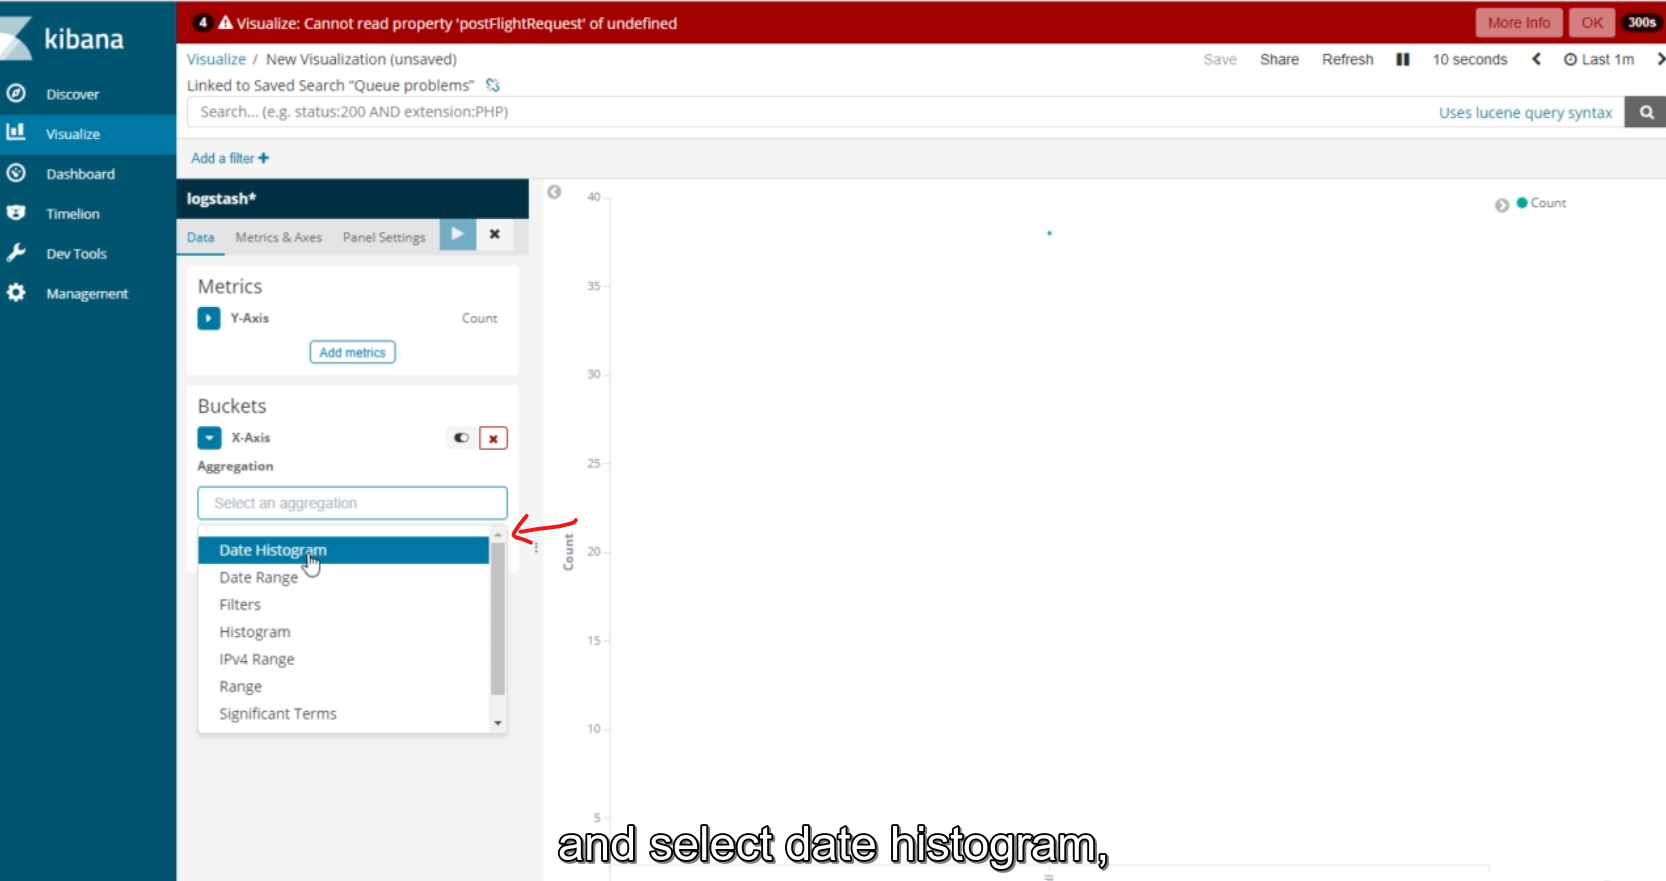 kibana
4 Visualize: Cannot read property 'postFlightRequest' of undefined More Info OK 300s
Visualize / New Visualization (unsaved) Save Share Refresh 10 seconds Last 1m
Linked to Saved Search "Queue problems"
Search... (e.g. status:200 AND extension:PHP) Uses lucene query syntax
Add a filter +
Discover
Visualize
Dashboard
Timelion
Dev Tools
Management
logstash*
Data Metrics & Axes Panel Settings
Metrics
Y-Axis Count
Add metrics
Buckets
X-Axis
Aggregation
Select an aggregation
Date Histogram
Date Range
Filters
Histogram
IPv4 Range
Range
Significant Terms
40
35
30
25
20
15
10
5
Count
Count
and select date histogram,